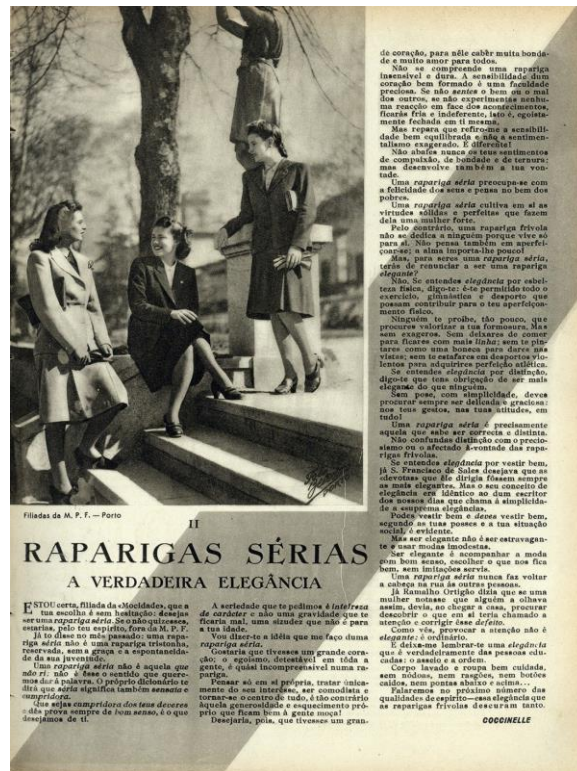 Filiadas da M. P. F. — Porto
II
RAPARIGAS SÉRIAS
A VERDADEIRA ELEGÂNCIA
ESTOU certa, filiada da «Mocidade», que a
tua escolha é sem hesitação: desejas
ser uma rapariga séria. Se o não quizesses,
estarias, pelo teu espírito, fora da M. P. F.
Já to disse no mês passado: uma rapa-
riga séria não é uma rapariga tristonha,
reservada, sem a graça e a espontaneida-
de da sua juventude.
Uma rapariga séria não é aquela que
não ri: não é êsse o sentido que quere-
mos dar à palavra. O próprio dicionário te
dirá que séria significa também sensata e
cumpridora.
Que sejas cumpridora dos teus deveres
e dês prova sempre de bom senso, é o que
desejamos de ti.
A seriedade que te pedimos é inteireza
de carácter e não uma gravidade que te
ficaria mal, uma sizudez que não é para
a tua idade.
Vou dizer-te a idéia que me faço duma
rapariga séria.
Gostaria que tivesses um grande cora-
ção; o egoísmo, detestável em tôda a
gente, é quási incompreensível numa ra-
pariga.
Pensar só em si própria, tratar única-
mente do seu interêsse, ser comodista e
tornar-se o centro de tudo, é tão contrário
àquela generosidade e esquecimento pró-
prio que ficam bem à gente moça!
Desejaria, pois, que tivesses um gran-
de coração, para nêle caber muita bonda-
de e muito amor para todos.
Não se compreende uma rapariga
insensível e dura. A sensibilidade dum
coração bem formado é uma faculdade
preciosa. Se não sentes o bem ou o mal
dos outros, se não experimentas nenhu-
ma reacção em face dos acontecimentos,
ficarás fria e indeferente, isto é, egoista-
mente fechada em ti mesma.
Mas repara que refiro-me a sensibili-
dade bem equilibrada e não a sentimen-
talismo exagerado. É diferente!
Não abafes nunca os teus sentimentos
de compaixão, de bondade e de ternura;
mas desenvolve também a tua von-
tade.
Uma rapariga séria preocupa-se com
a felicidade dos seus e pensa no bem dos
pobres.
Uma rapariga séria cultiva em si as
virtudes sólidas e perfeitas que fazem
dela uma mulher forte.
Pelo contrário, uma rapariga frívola
não se dedica a ninguém porque vive só
para si. Não pensa também em aperfei-
çoar-se; a alma importa-lhe pouco!
Mas, para seres uma rapariga séria,
terás de renunciar a ser uma rapariga
elegante?
Não. Se entendes elegância por esbel-
teza física, digo-te: é-te permitido todo o
exercício, gimnástica e desporto que
possam contribuir para o teu aperfeiçoa-
mento físico.
Ninguém te proíbe, tão pouco, que
procures valorizar a tua formosura. Mas
sem exageros. Sem deixares de comer
para ficares com mais linha; sem te pin-
tares como uma boneca para dares nas
vistas; sem te estafares em desportos vio-
lentos para adquirires perfeição atlética.
Se entendes elegância por distinção,
digo-te que tens obrigação de ser mais
elegante do que ninguém.
Sem pose, com simplicidade, deves
procurar sempre ser delicada e graciosa:
nos teus gestos, nas tuas atitudes, em
tudo!
Uma rapariga séria é precisamente
aquela que sabe ser correcta e distinta.
Não confundas distinção com o precio-
sismo ou o afectado à-vontade das rapa-
rigas frívolas.
Se entendes elegância por vestir bem,
já S. Francisco de Sales desejava que as
«devotas» que êle dirigia fôssem sempre
as mais elegantes. Mas o seu conceito de
elegância era idêntico ao dum escritor
dos nossos dias que chama à simplicida-
de a «suprema elegância».
Podes vestir bem e deves vestir bem,
segundo as tuas posses e a tua situação
social, é evidente.
Mas ser elegante não é ser estravagan-
te e usar modas imodestas.
Ser elegante é acompanhar a moda
com bom senso, escolher o que nos fica
bem, sem imitações servis.
Uma rapariga séria nunca faz voltar
a cabeça na rua às outras pessoas.
Já Ramalho Ortigão dizia que se uma
mulher notasse que alguém a olhava
assim, devia, ao chegar a casa, procurar
descobrir o que em si teria chamado a
atenção e corrigir êsse defeito.
Como vês, provocar a atenção não é
elegante: é ordinário.
E deixa-me lembrar-te uma elegância
que é verdadeiramente das pessoas edu-
cadas: o asseio e a ordem.
Corpo lavado e roupa bem cuidada,
sem nódoas, nem rasgões, nem botões
caídos, nem pontas abaixo e acima...
Falaremos no próximo número das
qualidades de espírito — essa elegância que
as raparigas frívolas descuram tanto.
COCCINELLE